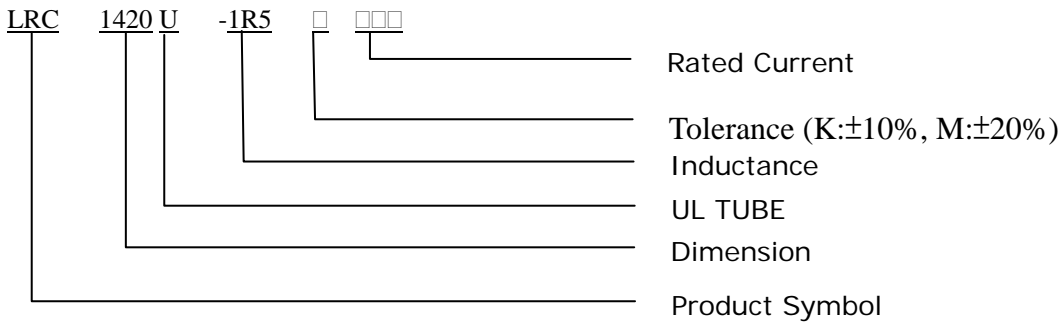 LRC 1420 U -1R5 □ □□□
Rated Current
Tolerance (K:±10%, M:±20%)
Inductance
UL TUBE
Dimension
Product Symbol